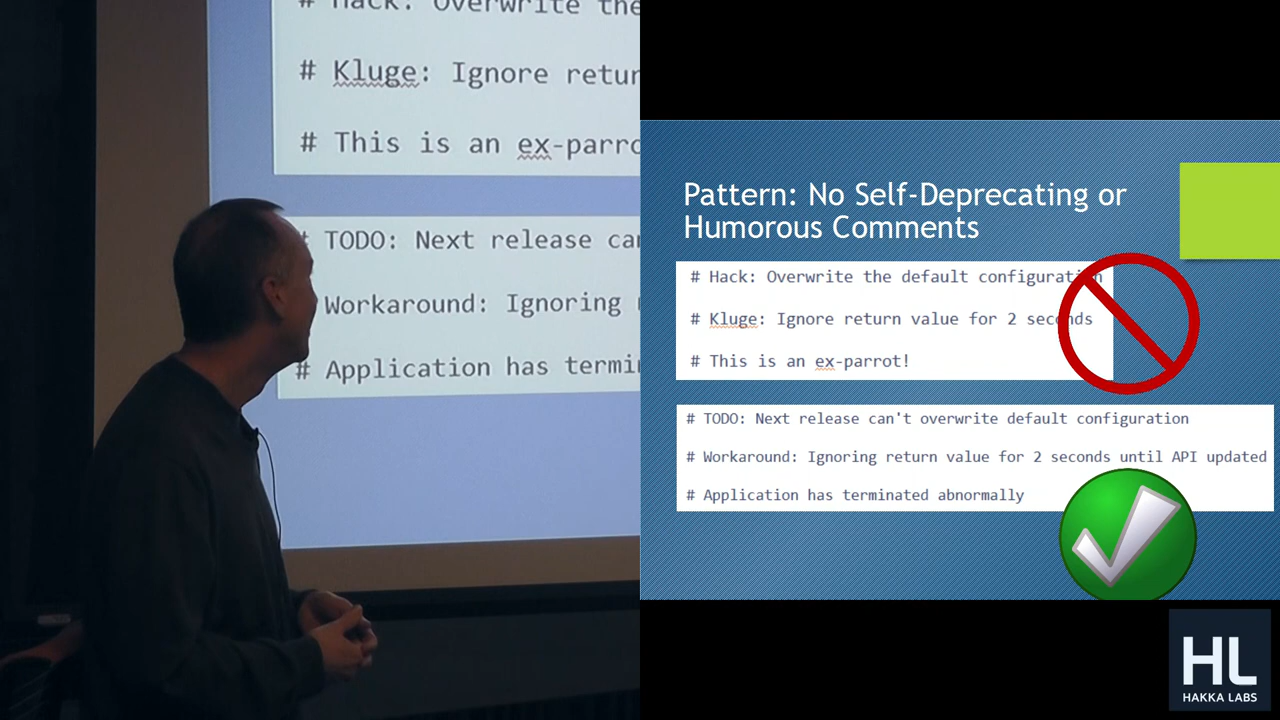 # Hack: Overwrite the
# Kluge: Ignore retur
# This is an ex-parro
# TODO: Next release ca
Workaround: Ignoring
# Application has termi
Pattern: No Self-Deprecating or
Humorous Comments
# Hack: Overwrite the default configuration
# Kluge: Ignore return value for 2 seconds
# This is an ex-parrot!
# TODO: Next release can't overwrite default configuration
# Workaround: Ignoring return value for 2 seconds until API updated
# Application has terminated abnormally
HL
HAKKA LABS